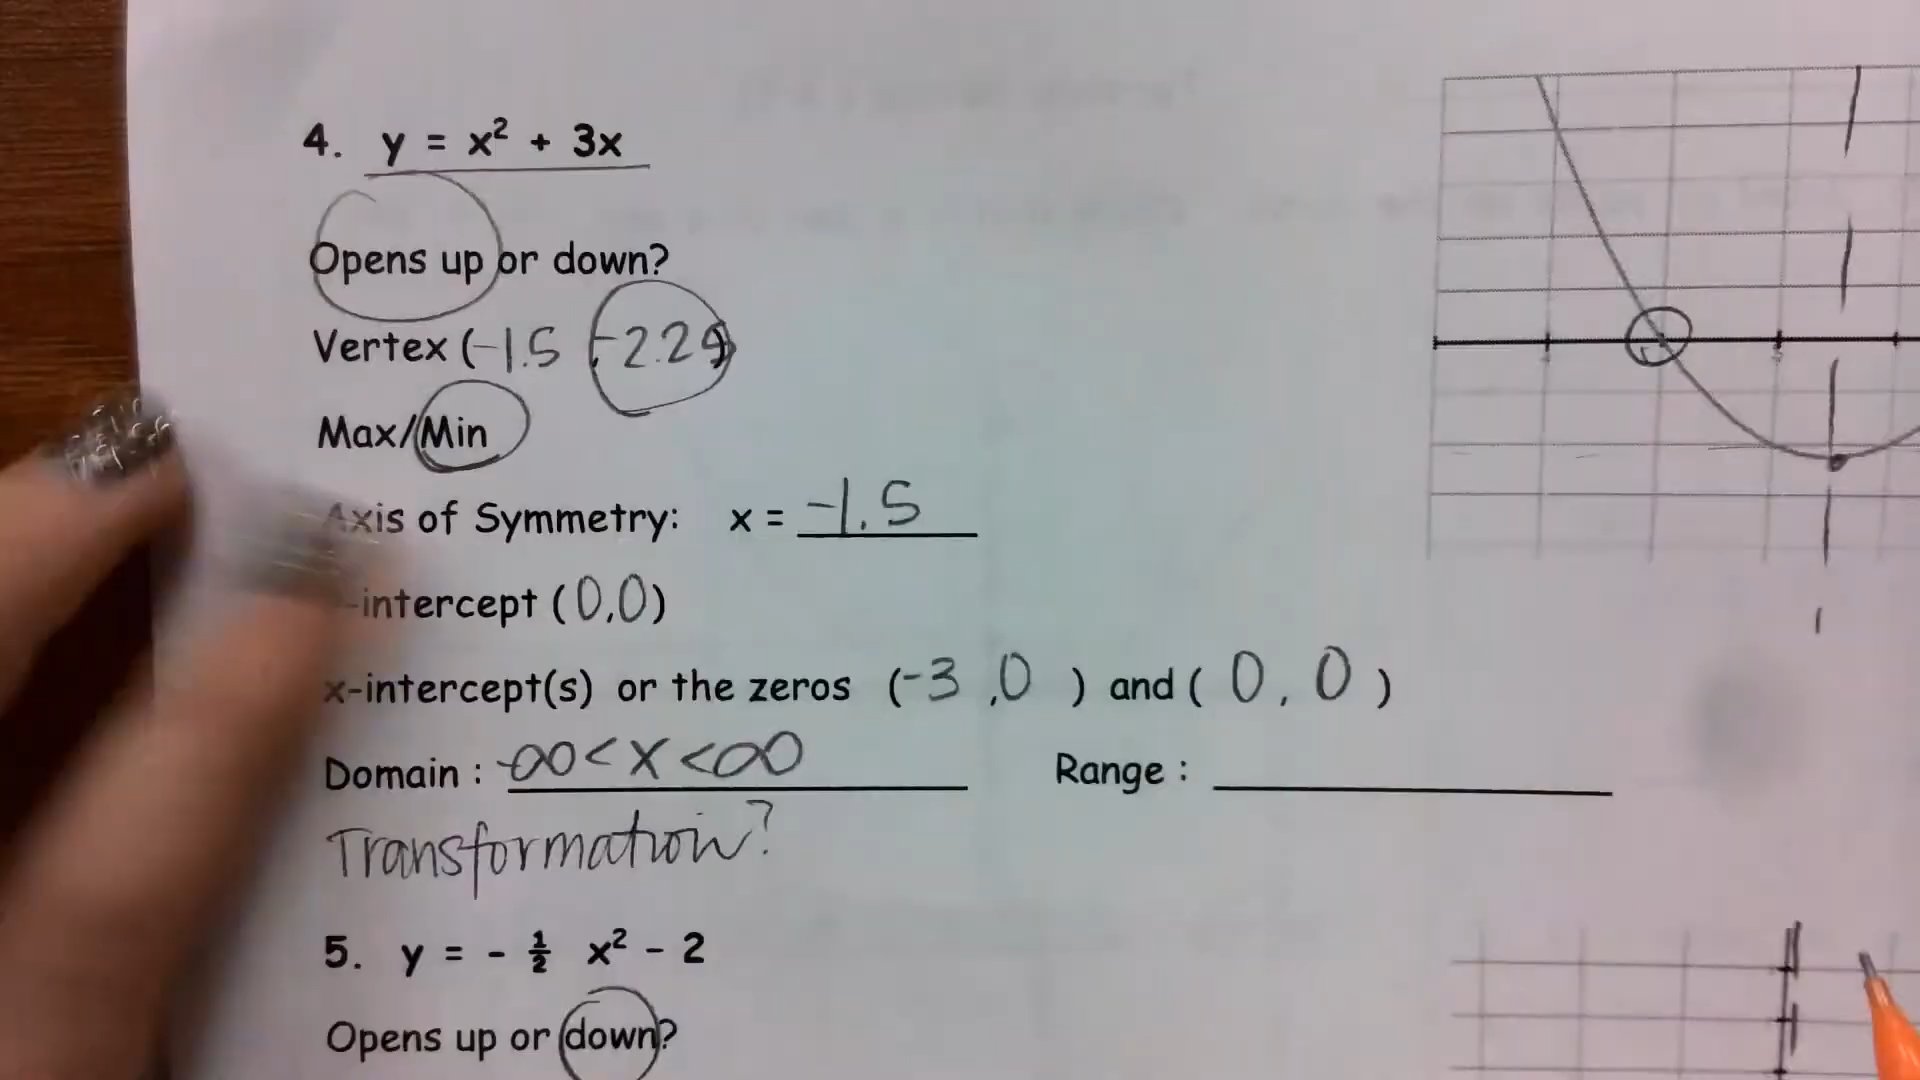 4. y = x² + 3x
Opens up or down?
Vertex (-1.5, -2.25)
Max/Min
Axis of Symmetry: x = -1.5
-intercept (0,0)
x-intercept(s) or the zeros (-3,0) and (0,0)
Domain: -∞<x<∞ Range:
Transformation?
5. y = - ½ x² - 2
Opens up or down?